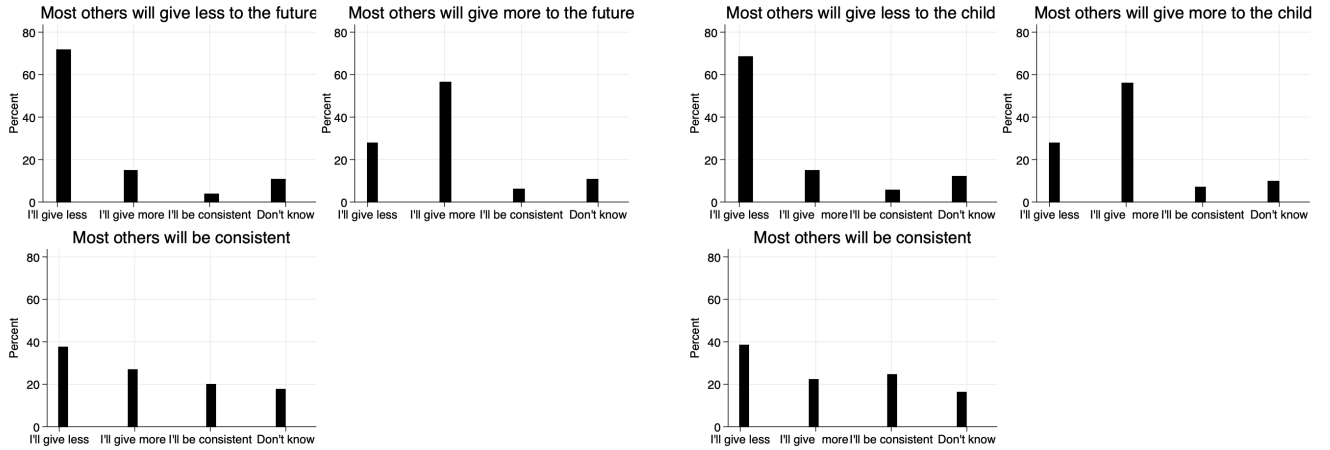 Most others will give less to the future
80
60
40
20
0
Percent
I'll give less I'll give more I'll be consistent Don't know
Most others will give more to the future
80
60
40
20
0
Percent
I'll give less I'll give more I'll be consistent Don't know
Most others will give less to the child
80
60
40
20
0
Percent
I'll give less I'll give more I'll be consistent Don't know
Most others will give more to the child
80
60
40
20
0
Percent
I'll give less I'll give more I'll be consistent Don't know
Most others will be consistent
80
60
40
20
0
Percent
I'll give less I'll give more I'll be consistent Don't know
Most others will be consistent
80
60
40
20
0
Percent
I'll give less I'll give more I'll be consistent Don't know